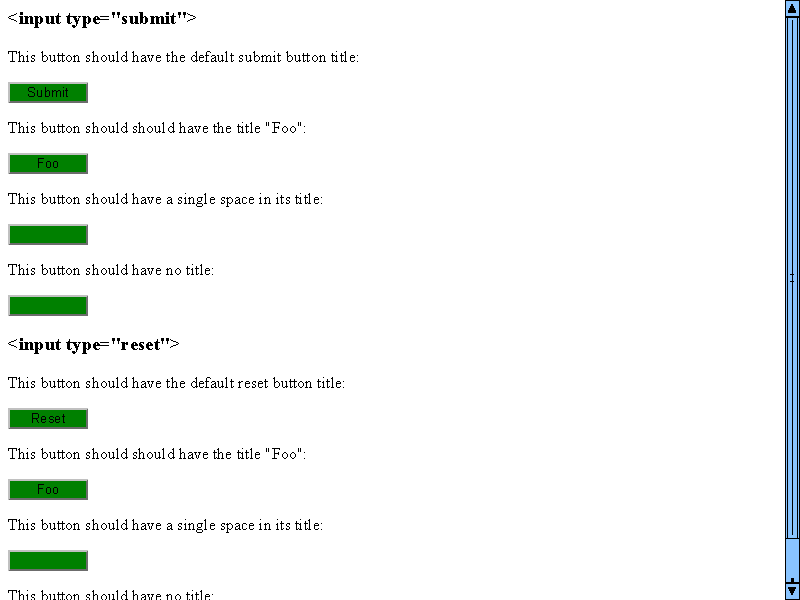 <input type="submit">
This button should have the default submit button title:
Submit
This button should should have the title "Foo":
Foo
This button should have a single space in its title:
This button should have no title:
<input type="reset">
This button should have the default reset button title:
Reset
This button should should have the title "Foo":
Foo
This button should have a single space in its title:
This button should have no title: